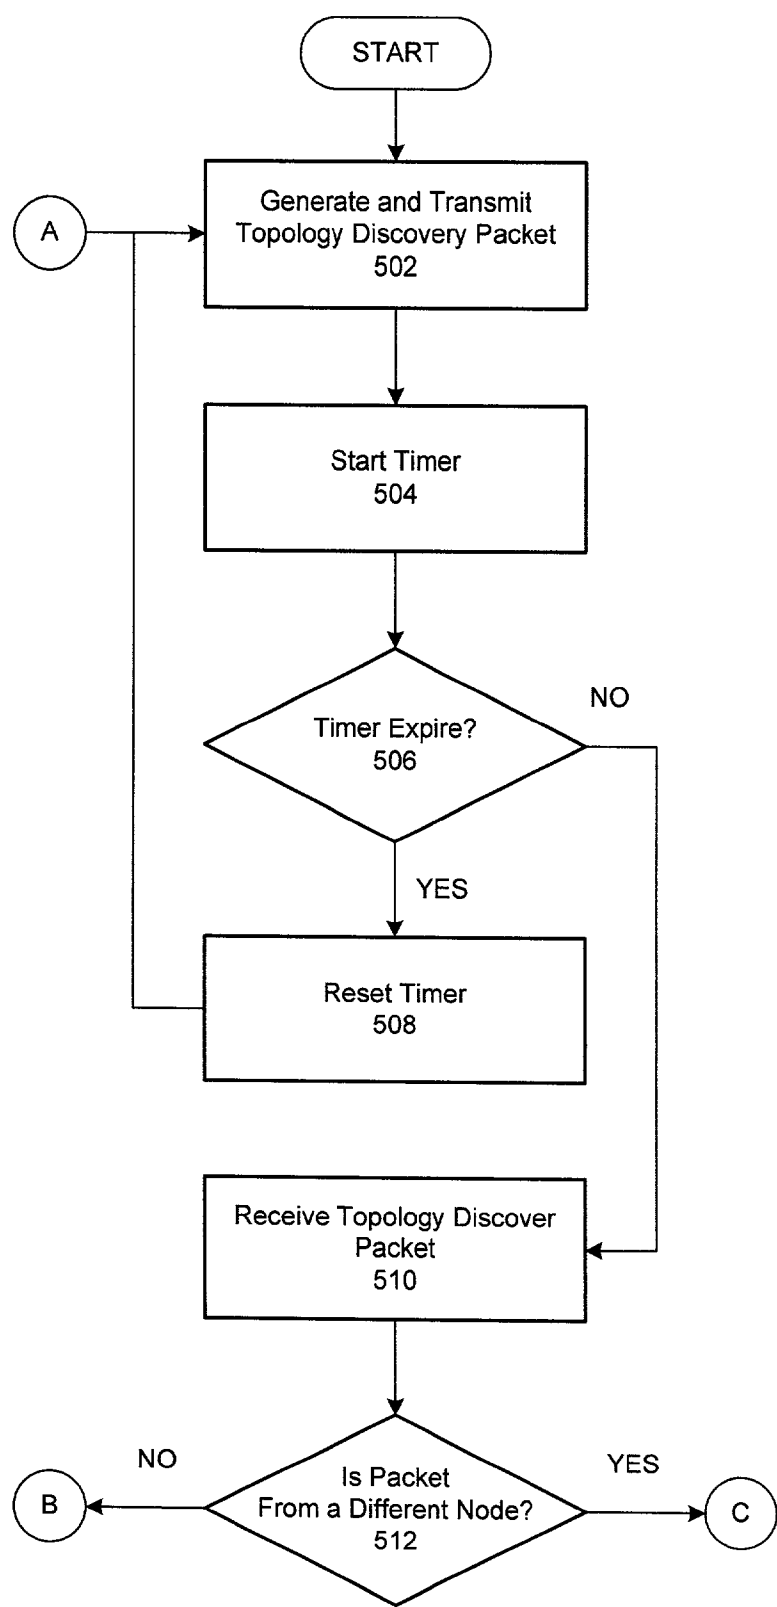 START
A
Generate and Transmit
Topology Discovery Packet
502
Start Timer
504
NO
Timer Expire?
506
YES
Reset Timer
508
Receive Topology Discover
Packet
510
NO
YES
B
Is Packet
From a Different Node?
512
C